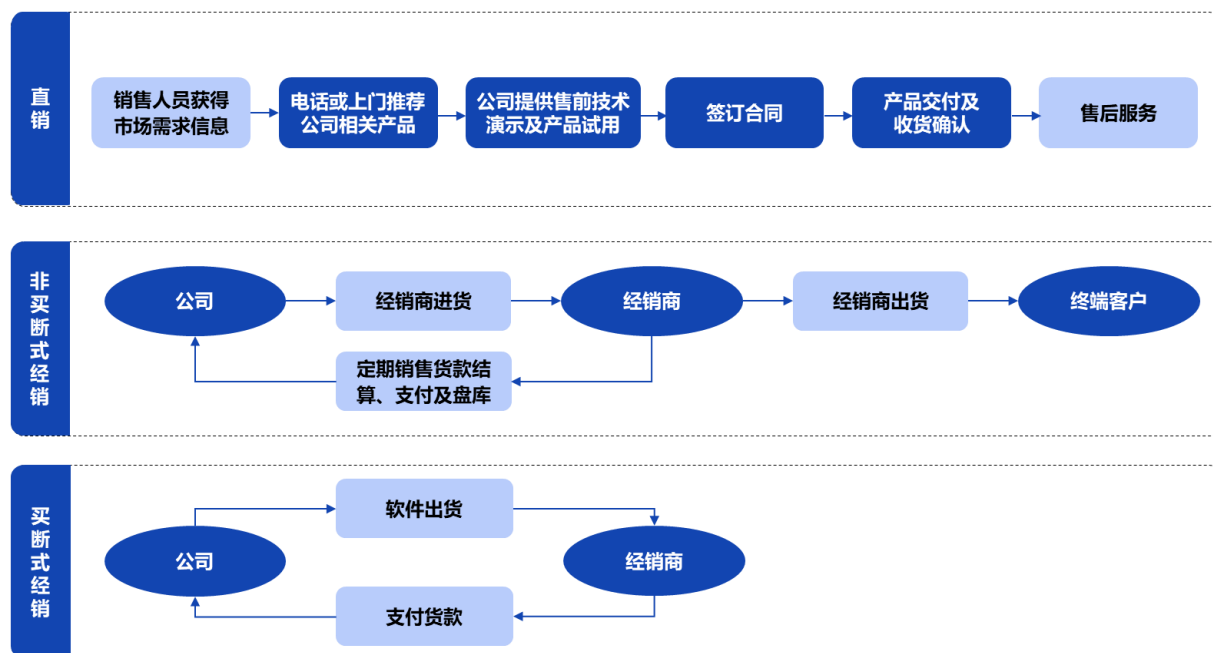 直销
销售人员获得
市场需求信息
电话或上门推荐
公司相关产品
公司提供售前技术
演示及产品试用
签订合同
产品交付及
收货确认
售后服务
非买断式经销
公司
经销商进货
经销商
经销商出货
终端客户
定期销售货款结
算、支付及盘库
买断式经销
软件出货
公司
经销商
支付货款